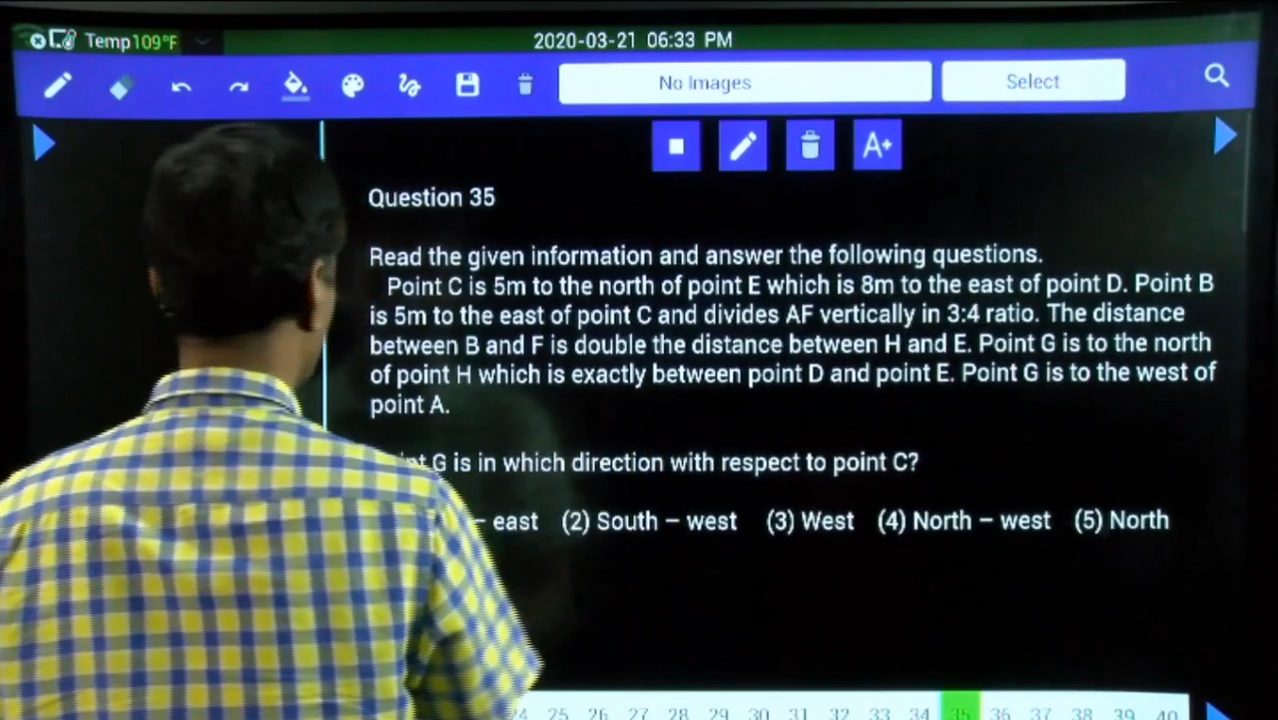 Temp 109°F
2020-03-21 06:33 PM
No Images
Select
A+
Question 35
Read the given information and answer the following questions.
Point C is 5m to the north of point E which is 8m to the east of point D. Point B
is 5m to the east of point C and divides AF vertically in 3:4 ratio. The distance
between B and F is double the distance between H and E. Point G is to the north
of point H which is exactly between point D and point E. Point G is to the west of
point A.
G is in which direction with respect to point C?
– east (2) South – west (3) West (4) North – west (5) North
24 25 26 27 28 29 30 31 32 33 34 35 36 37 38 39 40